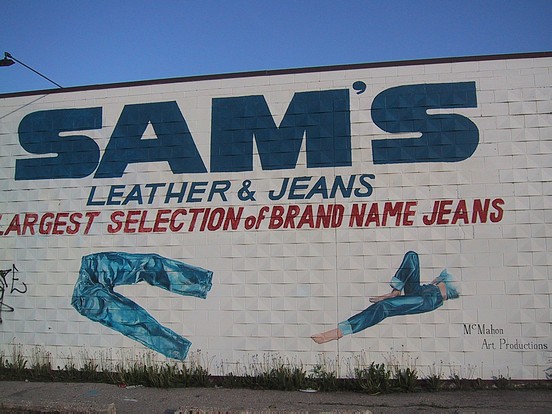 SAM'S
LEATHER & JEANS
LARGEST SELECTION of BRAND NAME JEANS
McMahon
Art Productions